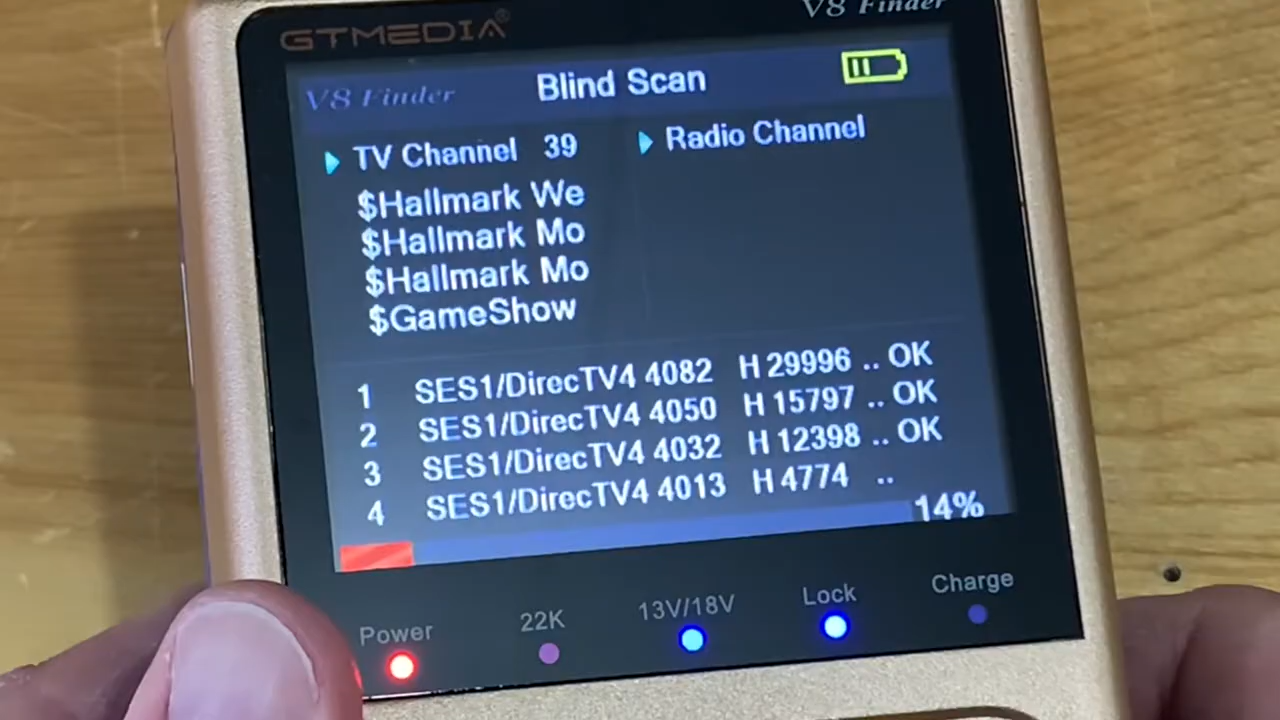 GTMEDIA®
V8 Finder
V8 Finder
Blind Scan
TV Channel 39
Radio Channel
$Hallmark We
$Hallmark Mo
$Hallmark Mo
$GameShow
1 SES1/DirecTV4 4082 H 29996 .. OK
2 SES1/DirecTV4 4050 H 15797 .. OK
3 SES1/DirecTV4 4032 H 12398 .. OK
4 SES1/DirecTV4 4013 H 4774 ..
14%
Power
22K
13V/18V
Lock
Charge